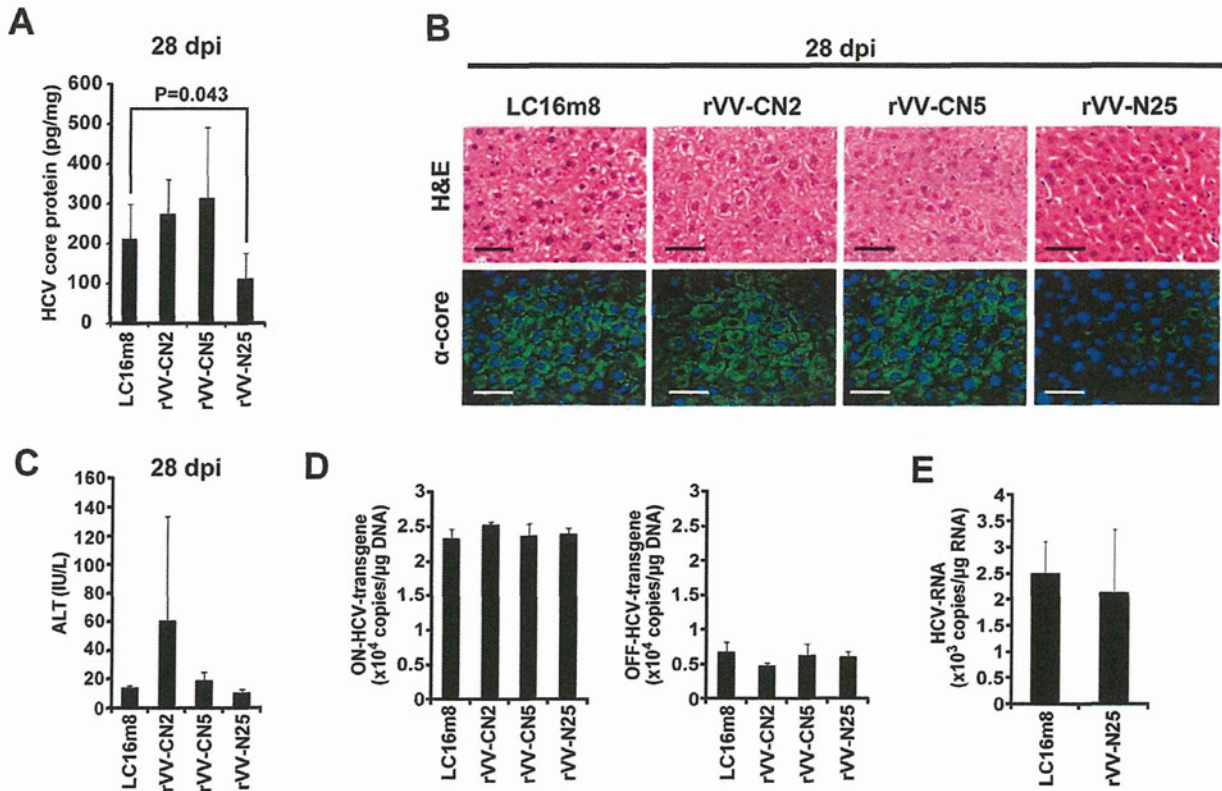 A
28 dpi
HCV core protein (pg/mg)
600
500
400
300
200
100
0
P=0.043
LC16m8
rVV-CN2
rVV-CN5
rVV-N25
B
28 dpi
LC16m8
rVV-CN2
rVV-CN5
rVV-N25
H&E
α-core
C
28 dpi
ALT (IU/L)
160
140
120
100
80
60
40
20
0
LC16m8
rVV-CN2
rVV-CN5
rVV-N25
D
ON-HCV-transgene
(x10⁴ copies/μg DNA)
3
2.5
2
1.5
1
0.5
0
LC16m8
rVV-CN2
rVV-CN5
rVV-N25
OFF-HCV-transgene
(x10⁴ copies/μg DNA)
3
2.5
2
1.5
1
0.5
0
LC16m8
rVV-CN2
rVV-CN5
rVV-N25
E
HCV-RNA
(x10³ copies/μg RNA)
4
3.5
3
2.5
2
1.5
1
0.5
0
LC16m8
rVV-N25